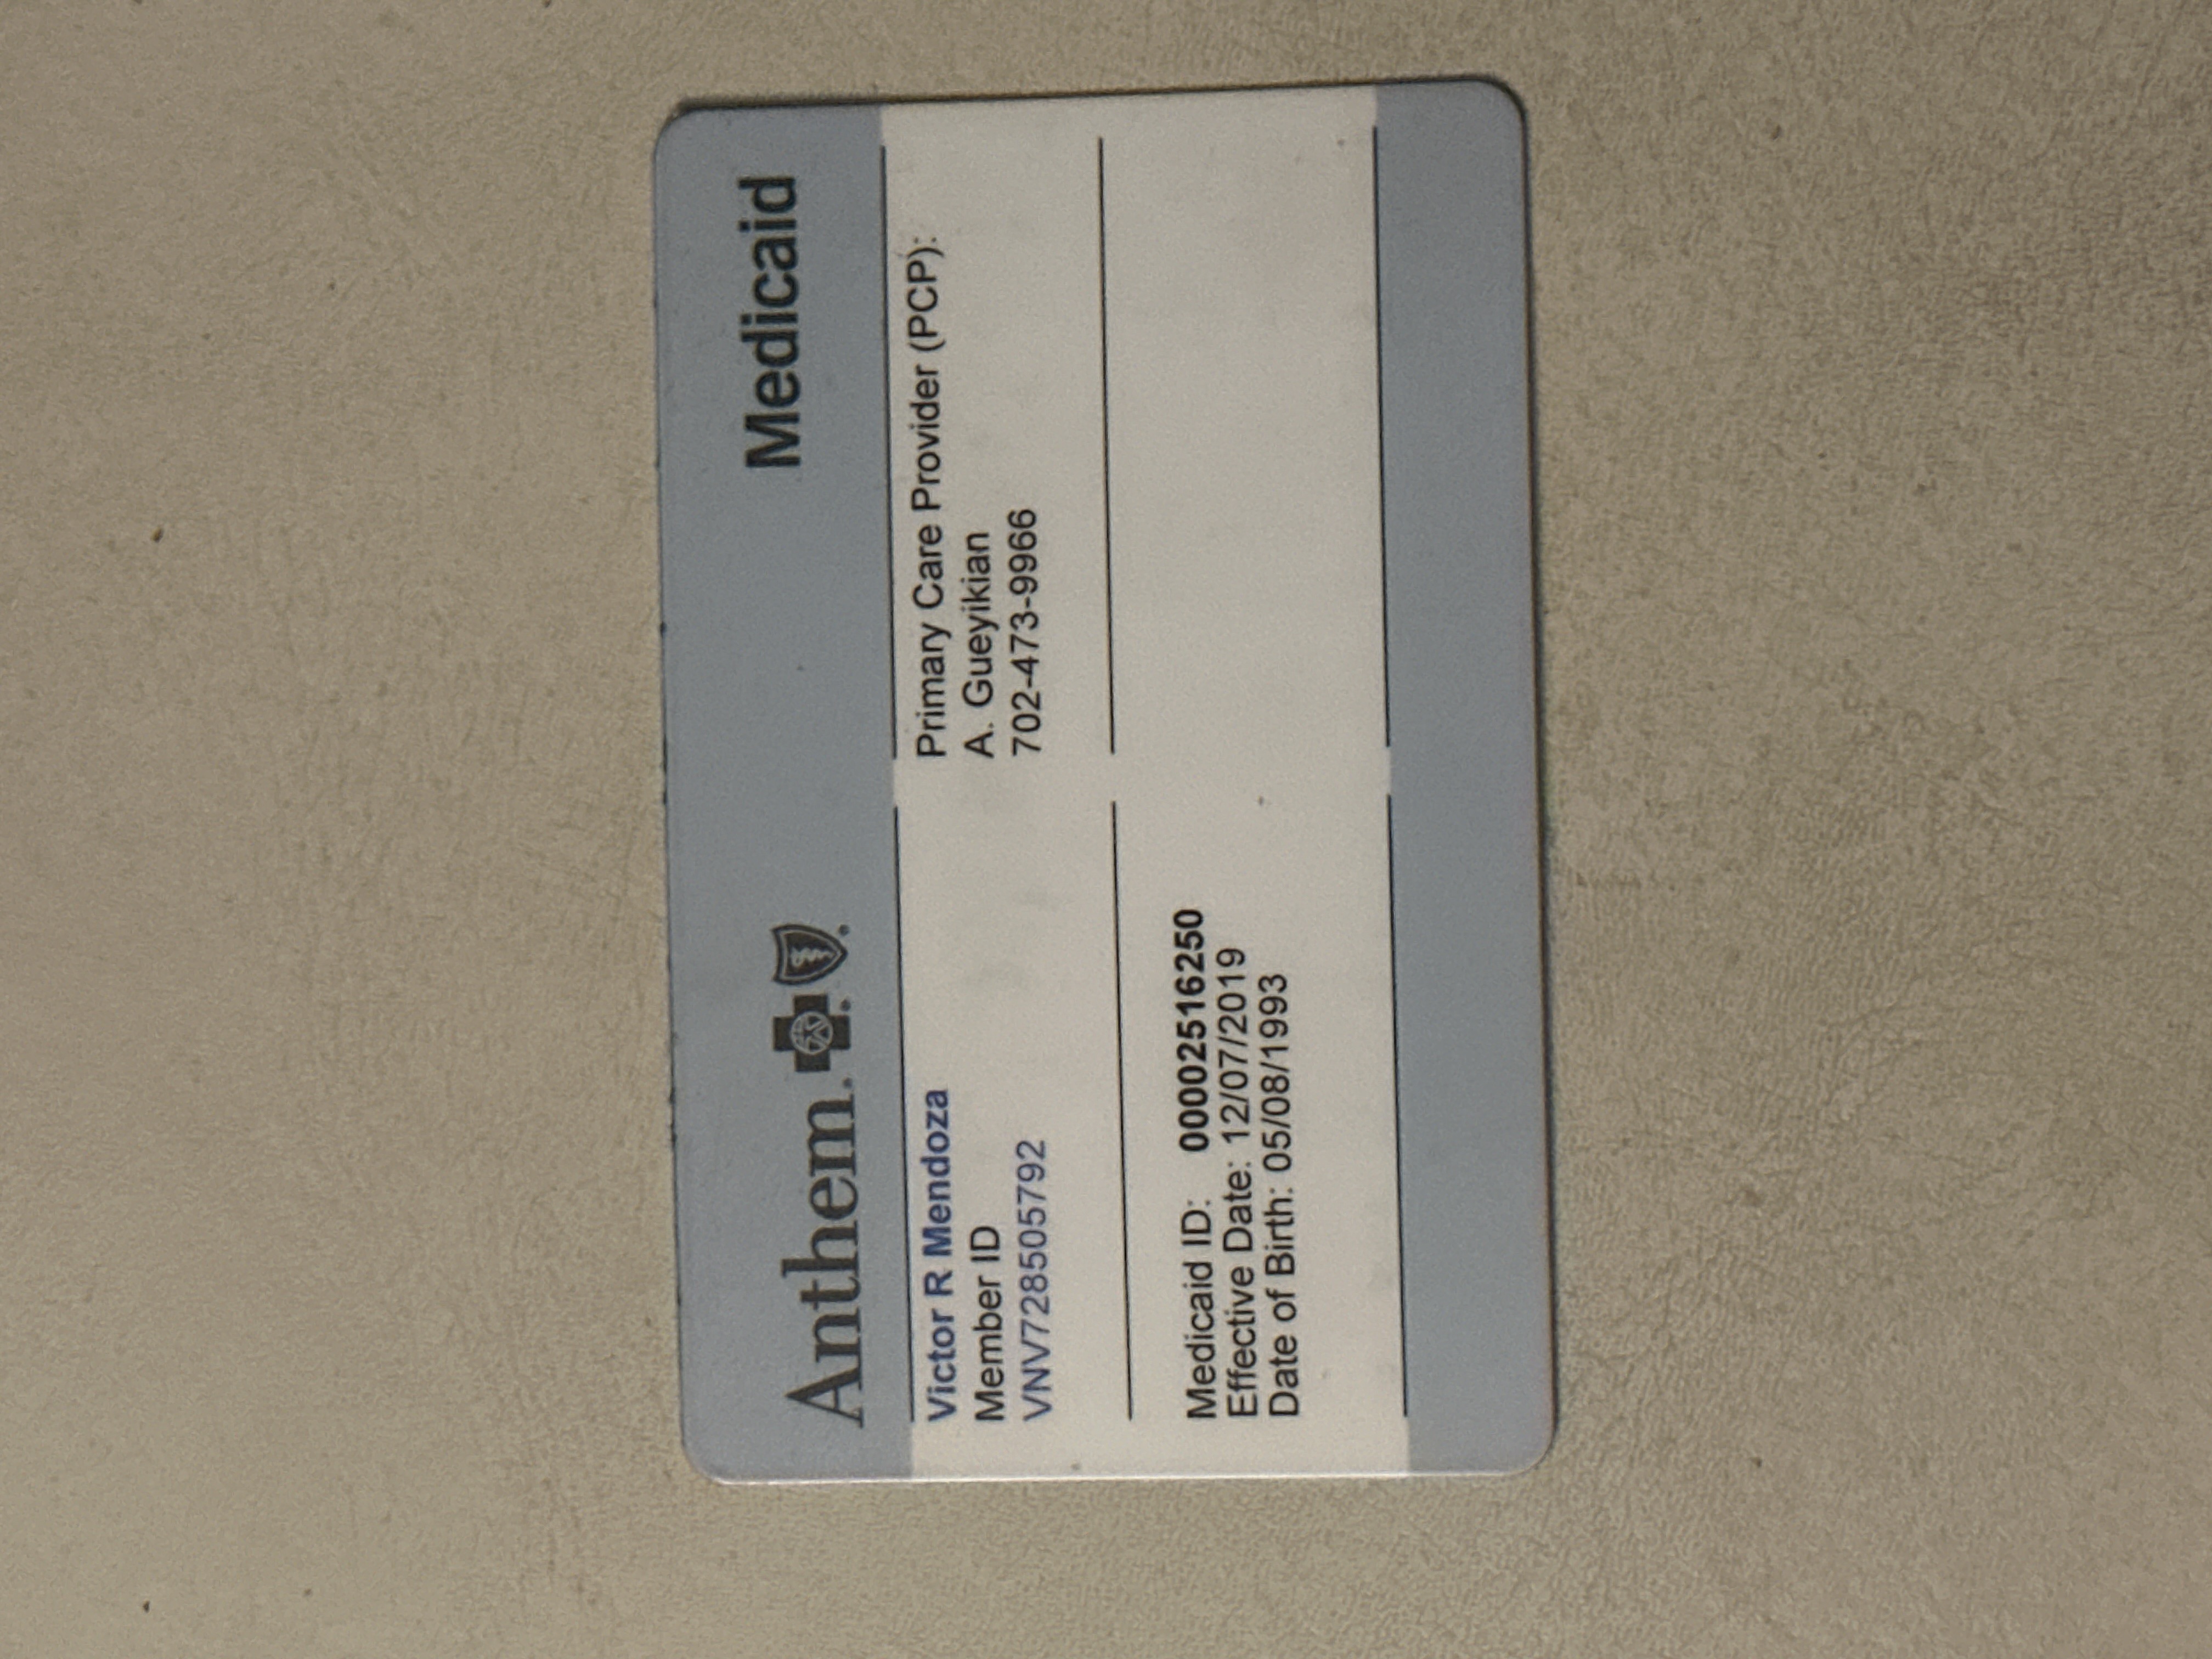 Anthem.
Medicaid
Victor R Mendoza
Member ID
VNV728505792
Primary Care Provider (PCP):
A. Gueyikian
702-473-9966
Medicaid ID: 00002516250
Effective Date: 12/07/2019
Date of Birth: 05/08/1993